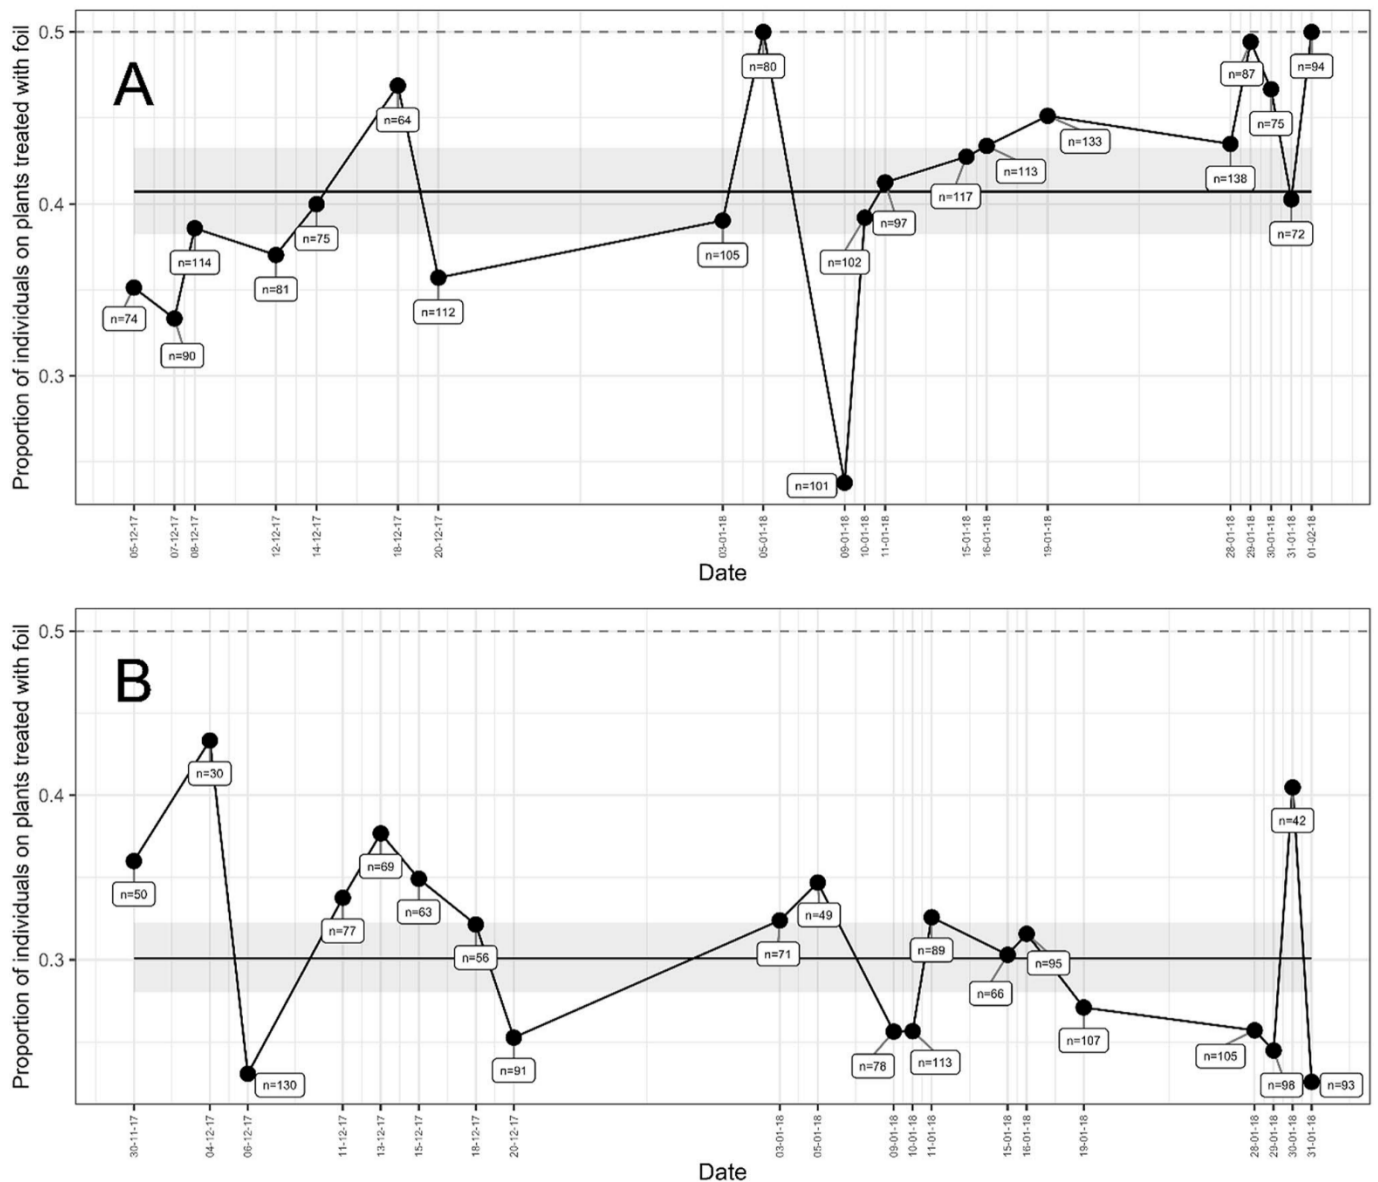 Proportion of individuals on plants treated with foil
0.5
0.4
0.3
A
n=74
n=90
n=114
n=81
n=75
n=64
n=112
n=105
n=80
n=101
n=102
n=97
n=117
n=113
n=133
n=138
n=87
n=75
n=72
n=94
05-12-17
07-12-17
08-12-17
12-12-17
14-12-17
18-12-17
20-12-17
03-01-18
05-01-18
09-01-18
10-01-18
11-01-18
15-01-18
16-01-18
19-01-18
28-01-18
29-01-18
30-01-18
31-01-18
01-02-18
Date
Proportion of individuals on plants treated with foil
0.5
0.4
0.3
B
n=50
n=30
n=130
n=77
n=69
n=63
n=56
n=91
n=71
n=49
n=78
n=113
n=89
n=66
n=95
n=107
n=105
n=98
n=42
n=93
30-11-17
04-12-17
06-12-17
11-12-17
13-12-17
15-12-17
18-12-17
20-12-17
03-01-18
05-01-18
09-01-18
10-01-18
11-01-18
15-01-18
16-01-18
19-01-18
28-01-18
29-01-18
30-01-18
31-01-18
Date